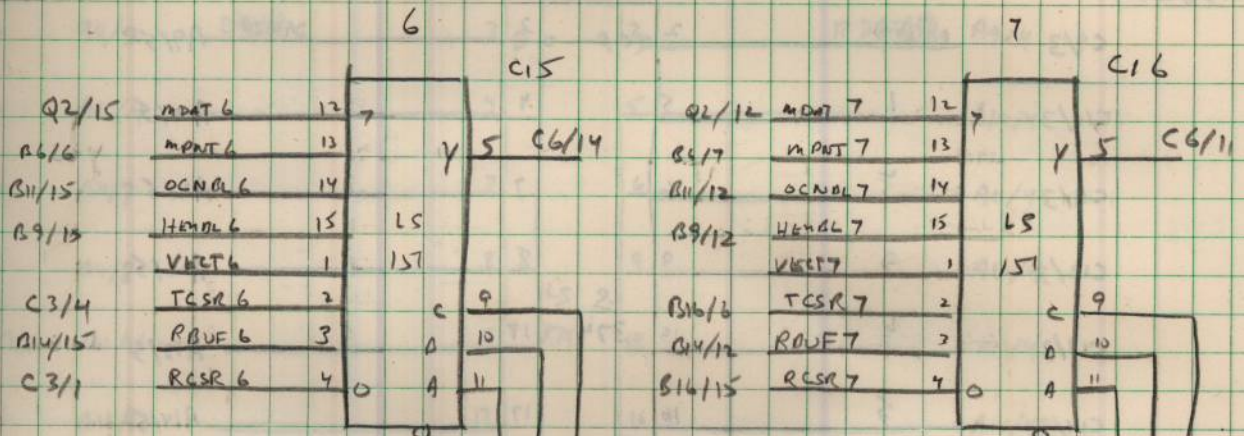 6 7
C15 C16
Q2/15 MDAT 6 12 7 Q2/12 MDAT 7 12 7
B6/6 MPNT 6 13 Y 5 C6/14 B6/7 MPNT 7 13 Y 5 C6/11
B11/15 OCNBL 6 14 B11/12 OCNBL 7 14
B9/15 HENBL 6 15 LS B9/12 HENBL 7 15 LS
VECT 6 1 151 VECT 7 1 151
C3/4 TCSR 6 2 C 9 B16/6 TCSR 7 2 C 9
B14/15 RBUF 6 3 B 10 B14/12 RBUF 7 3 B 10
C3/1 RCSR 6 4 0 A 11 B16/15 RCSR 7 4 0 A 11